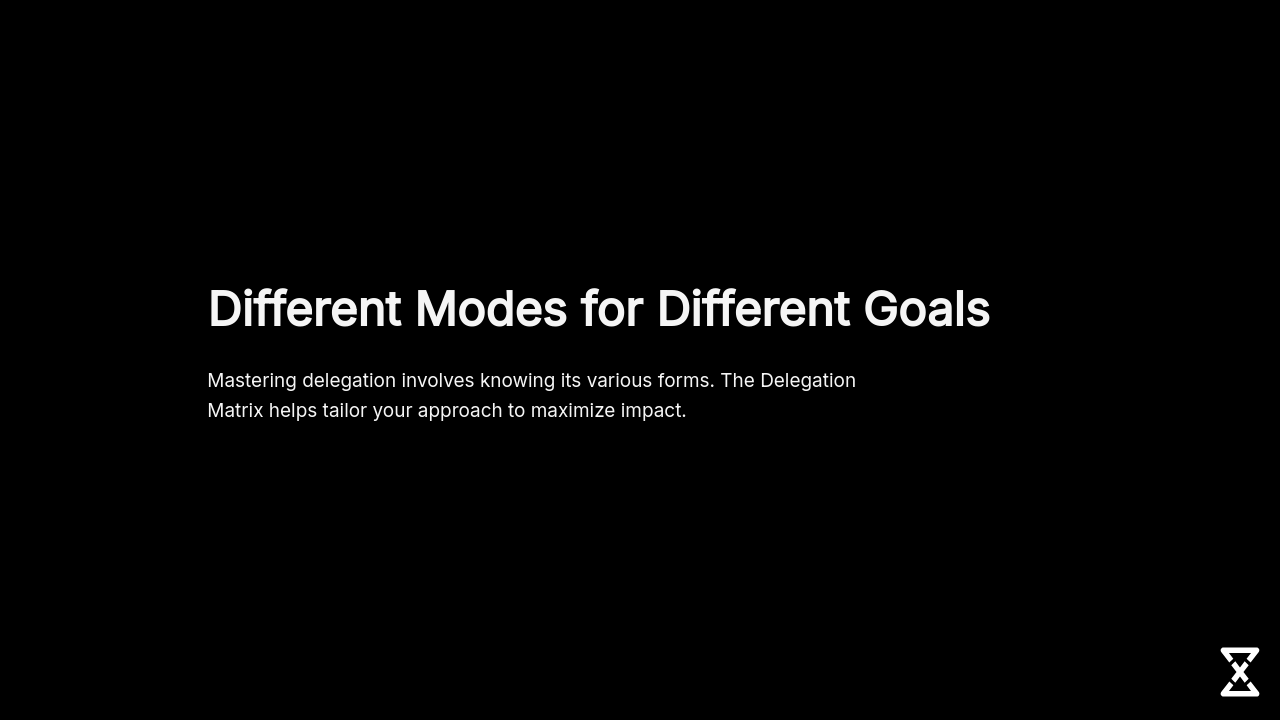 Different Modes for Different Goals
Mastering delegation involves knowing its various forms. The Delegation
Matrix helps tailor your approach to maximize impact.